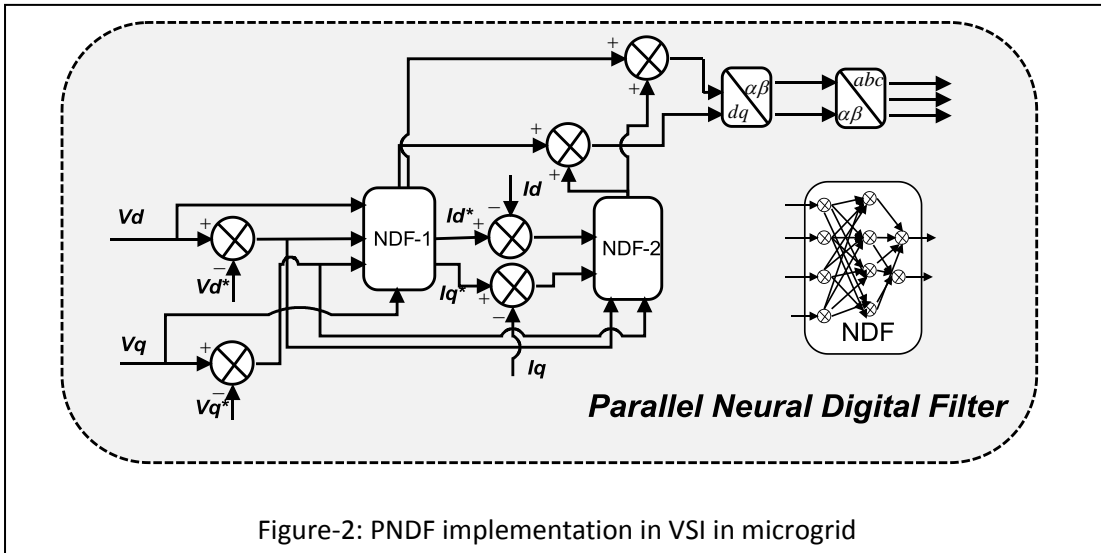 +
+
αβ
dq
abc
αβ
+
+
Id
−
Vd
+
−
Vd*
NDF-1
Id*
+
NDF-2
Iq*
+
−
Iq
Vq
+
−
Vq*
NDF
Parallel Neural Digital Filter
Figure-2: PNDF implementation in VSI in microgrid